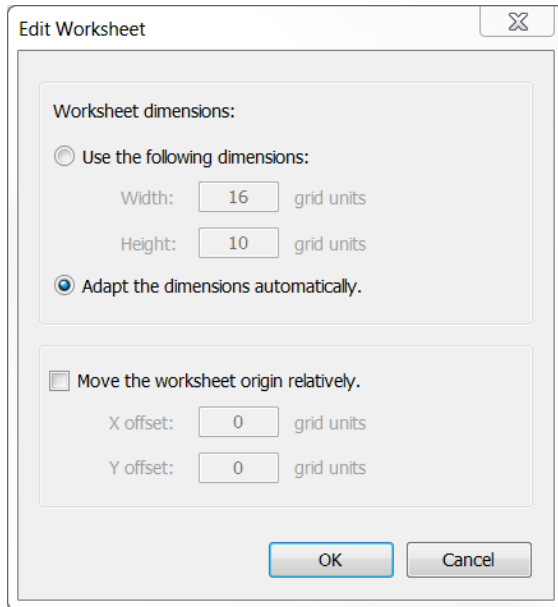 Edit Worksheet
Worksheet dimensions:
Use the following dimensions:
Width: 16 grid units
Height: 10 grid units
Adapt the dimensions automatically.
Move the worksheet origin relatively.
X offset: 0 grid units
Y offset: 0 grid units
OK Cancel